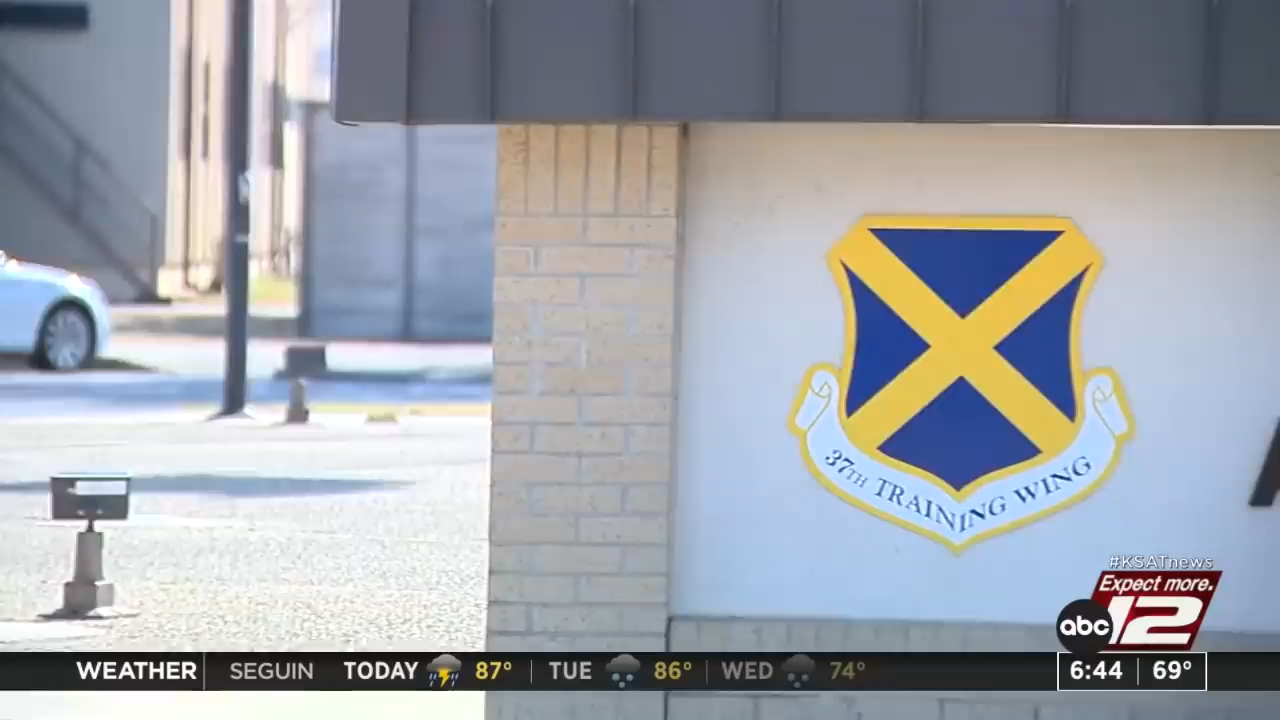 37TH TRAINING WING
#KSATnews
Expect more.
abc 12
WEATHER SEGUIN TODAY 87° TUE 86° WED 74° 6:44 69°